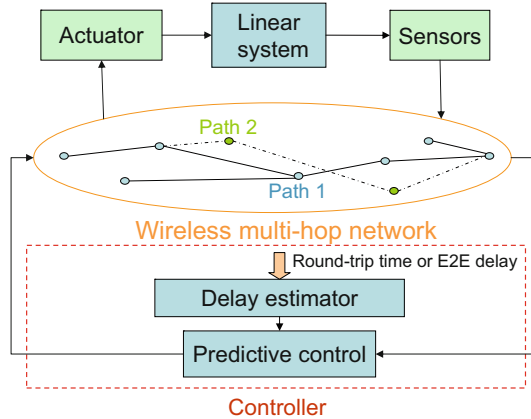 Actuator
Linear
system
Sensors
Path 2
Path 1
Wireless multi-hop network
Round-trip time or E2E delay
Delay estimator
Predictive control
Controller